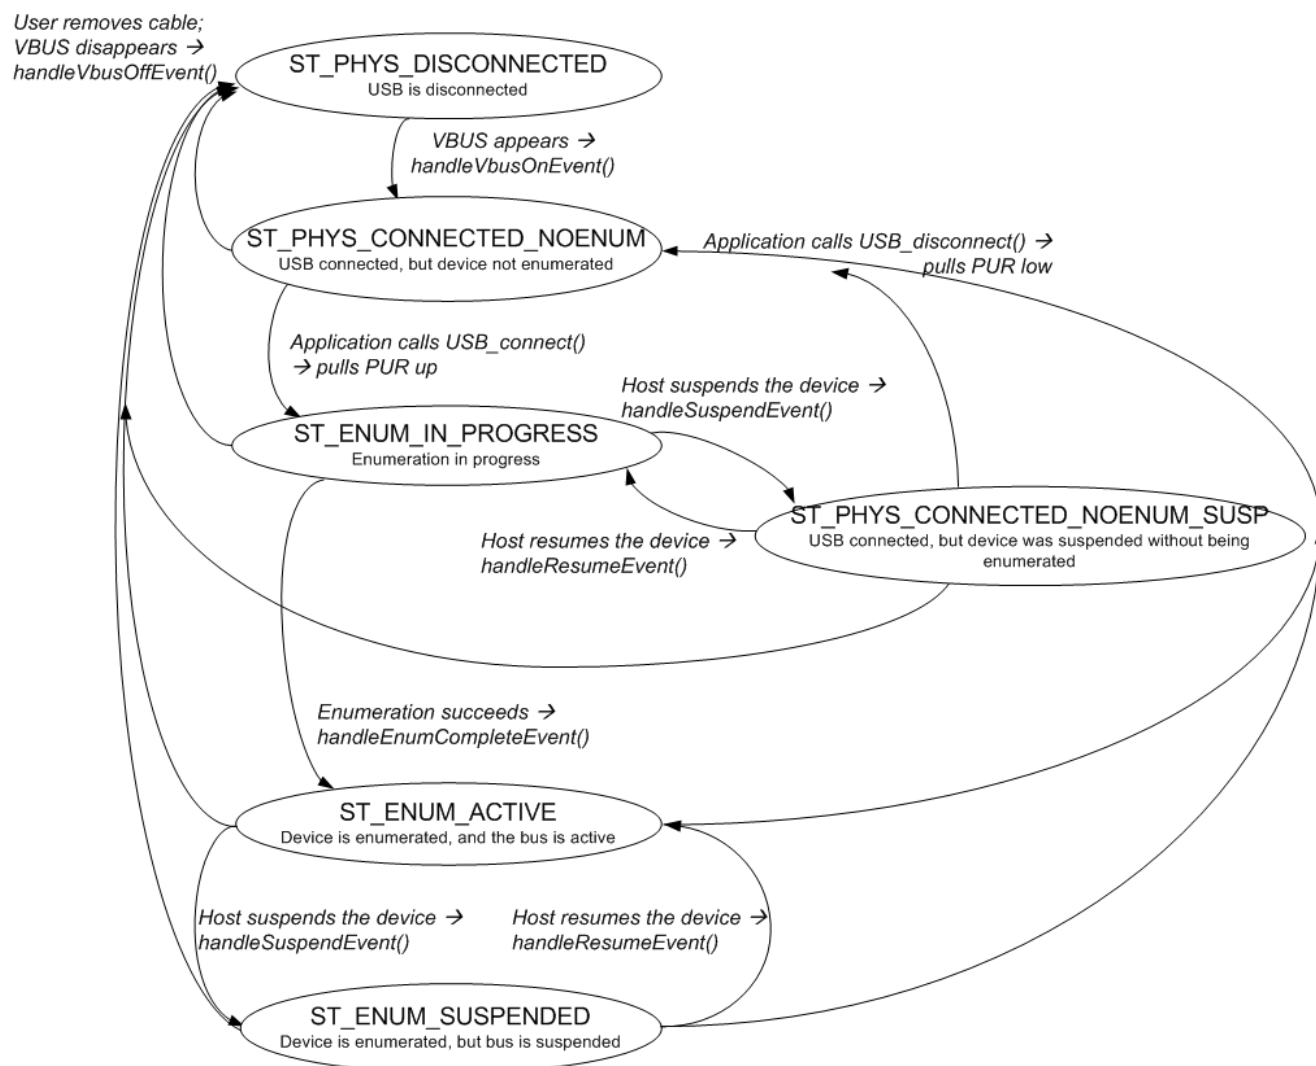 User removes cable;
VBUS disappears →
handleVbusOffEvent()
ST_PHYS_DISCONNECTED
USB is disconnected
VBUS appears →
handleVbusOnEvent()
ST_PHYS_CONNECTED_NOENUM
USB connected, but device not enumerated
Application calls USB_disconnect() →
pulls PUR low
Application calls USB_connect()
→ pulls PUR up
Host suspends the device →
handleSuspendEvent()
ST_ENUM_IN_PROGRESS
Enumeration in progress
ST_PHYS_CONNECTED_NOENUM_SUSP
USB connected, but device was suspended without being
enumerated
Host resumes the device →
handleResumeEvent()
Enumeration succeeds →
handleEnumCompleteEvent()
ST_ENUM_ACTIVE
Device is enumerated, and the bus is active
Host suspends the device →
handleSuspendEvent()
Host resumes the device →
handleResumeEvent()
ST_ENUM_SUSPENDED
Device is enumerated, but bus is suspended